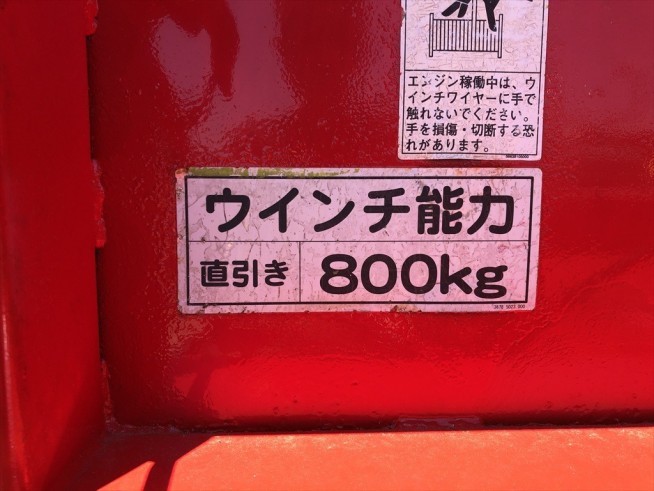 エンジン稼働中は、ウ
インチワイヤーに手で
触れないでください。
手を損傷・切断する恐
れがあります。
ウインチ能力
直引き 800kg